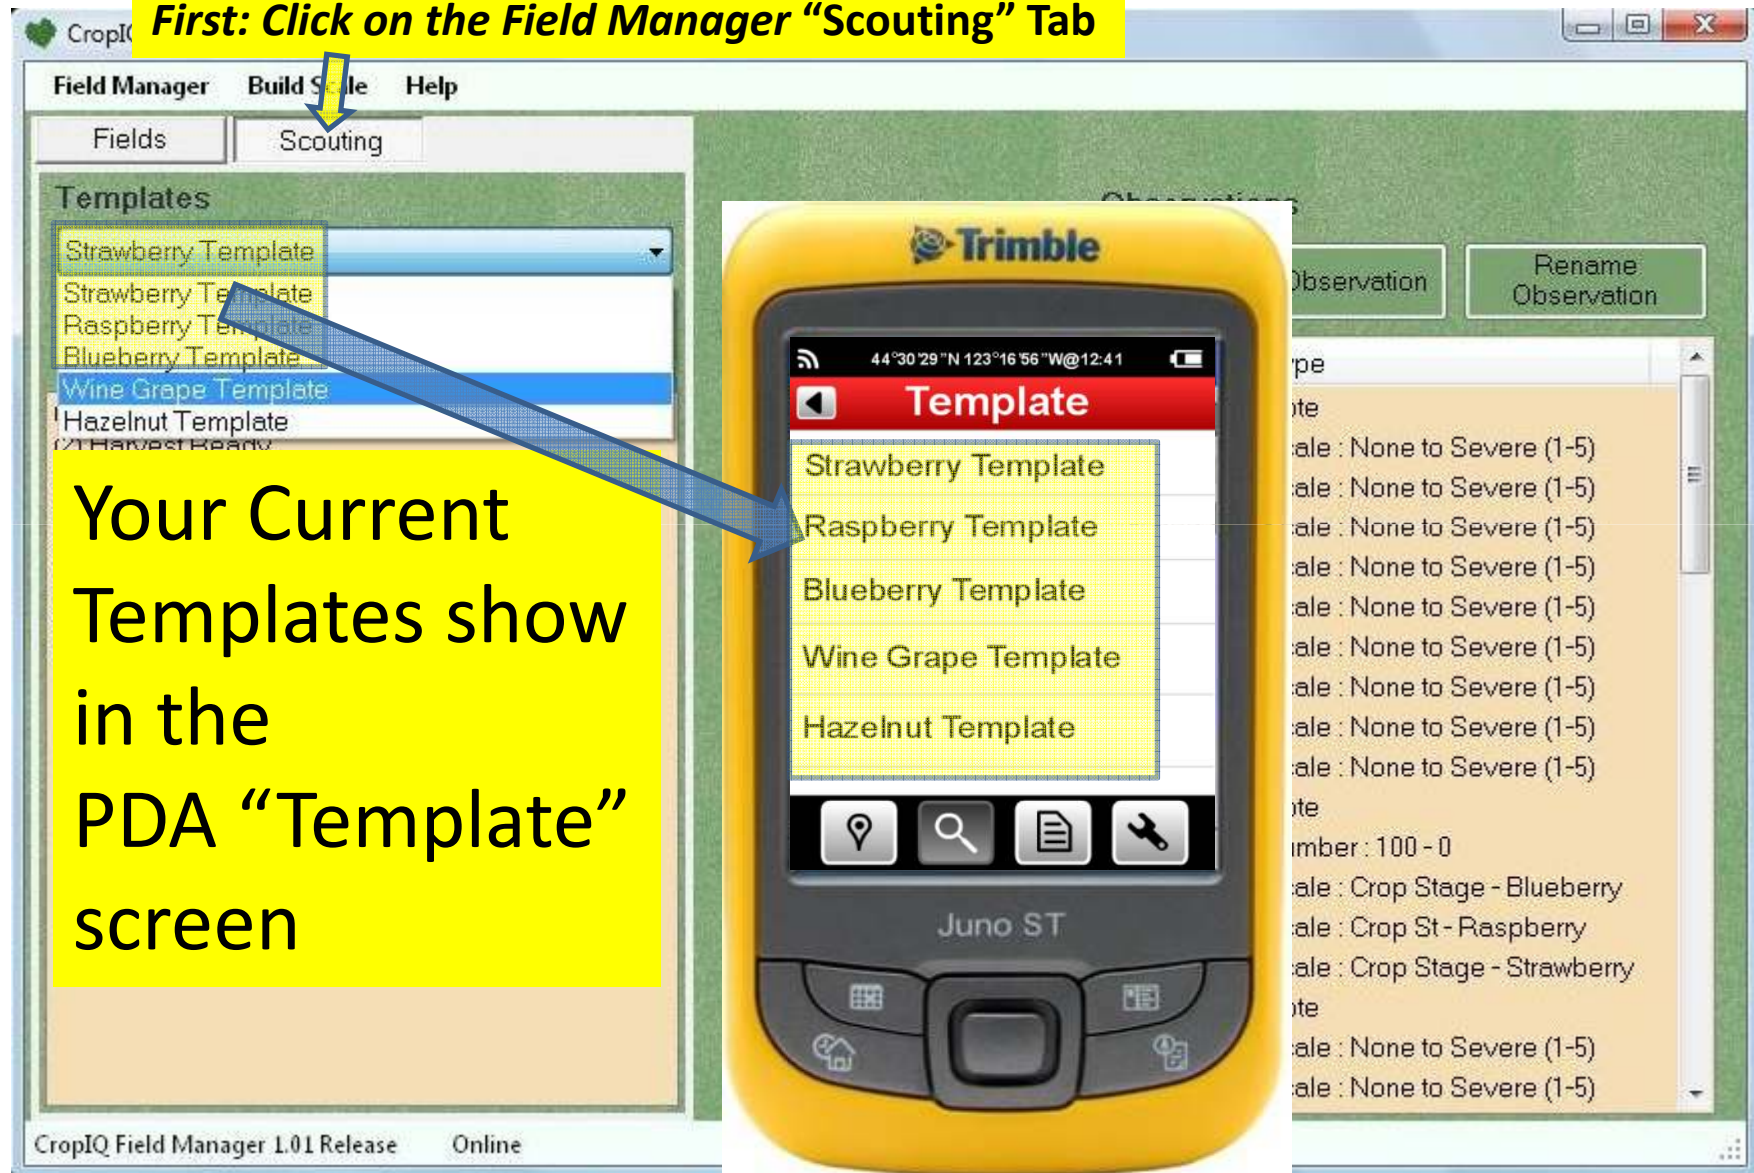 First: Click on the Field Manager “Scouting” Tab
Field Manager Build Help
Fields Scouting
Templates
Strawberry Template
Strawberry Template
Raspberry Template
Blueberry Template
Wine Grape Template
Hazelnut Template
(2) Harvest Ready
Your Current
Templates show
in the
PDA “Template”
screen
CropIQ Field Manager 1.01 Release Online
Observations
Observation
Rename
Observation
Trimble
44°30'29"N 123°16'56"W@12:41
Template
Strawberry Template
Raspberry Template
Blueberry Template
Wine Grape Template
Hazelnut Template
Juno ST
ale : None to Severe (1-5)
cale : None to Severe (1-5)
cale : None to Severe (1-5)
ale : None to Severe (1-5)
ale : None to Severe (1-5)
ale : None to Severe (1-5)
ale : None to Severe (1-5)
ale : None to Severe (1-5)
ale : None to Severe (1-5)
mber : 100 - 0
cale : Crop Stage - Blueberry
ale : Crop St - Raspberry
ale : Crop Stage - Strawberry
ale : None to Severe (1-5)
ale : None to Severe (1-5)